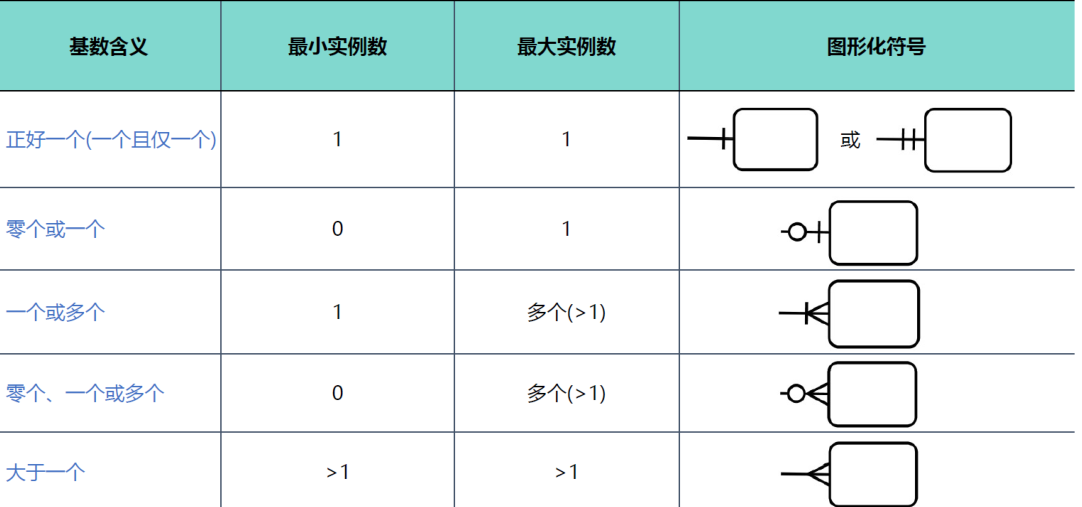 基数含义 最小实例数 最大实例数 图形化符号
正好一个(一个且仅一个) 1 1 或
零个或一个 0 1
一个或多个 1 多个(>1)
零个、一个或多个 0 多个(>1)
大于一个 >1 >1